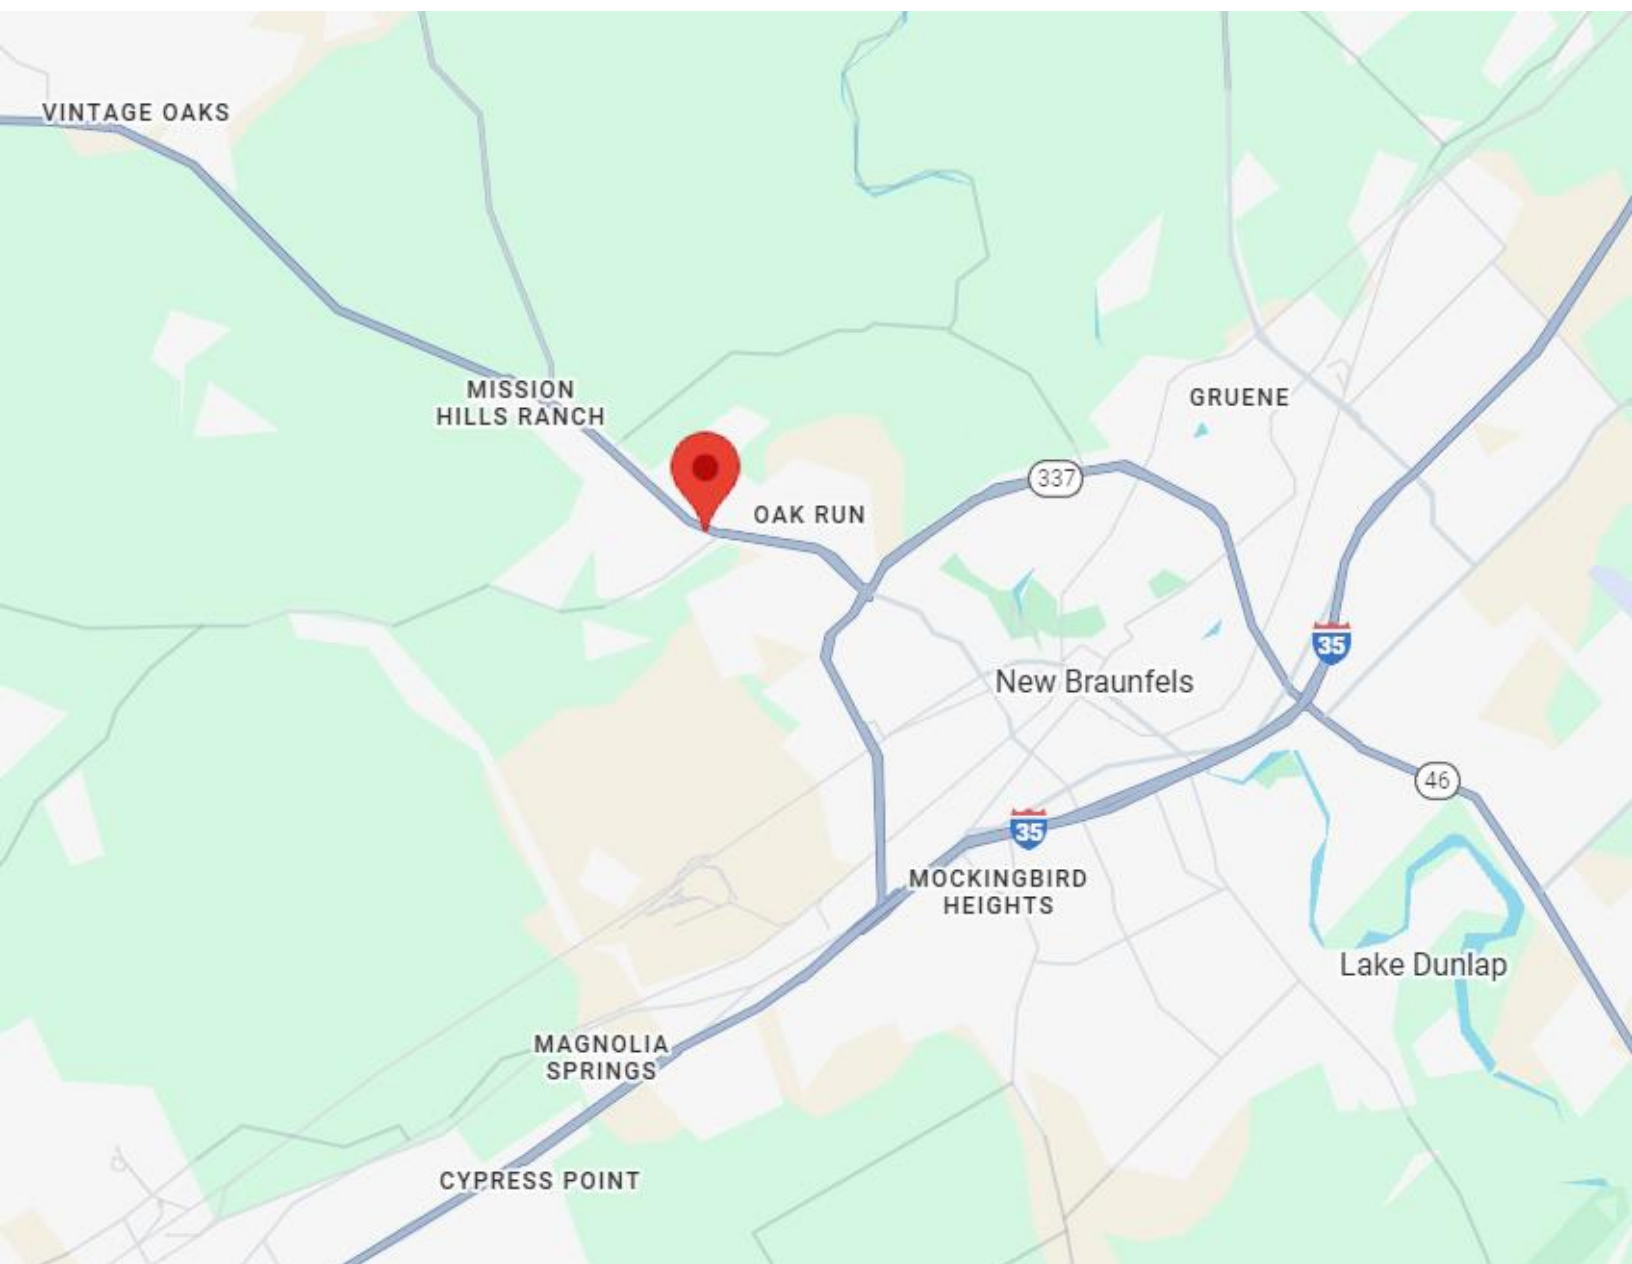 VINTAGE OAKS
MISSION
HILLS RANCH
GRUENE
337
OAK RUN
35
New Braunfels
46
35
MOCKINGBIRD
HEIGHTS
Lake Dunlap
MAGNOLIA
SPRINGS
CYPRESS POINT